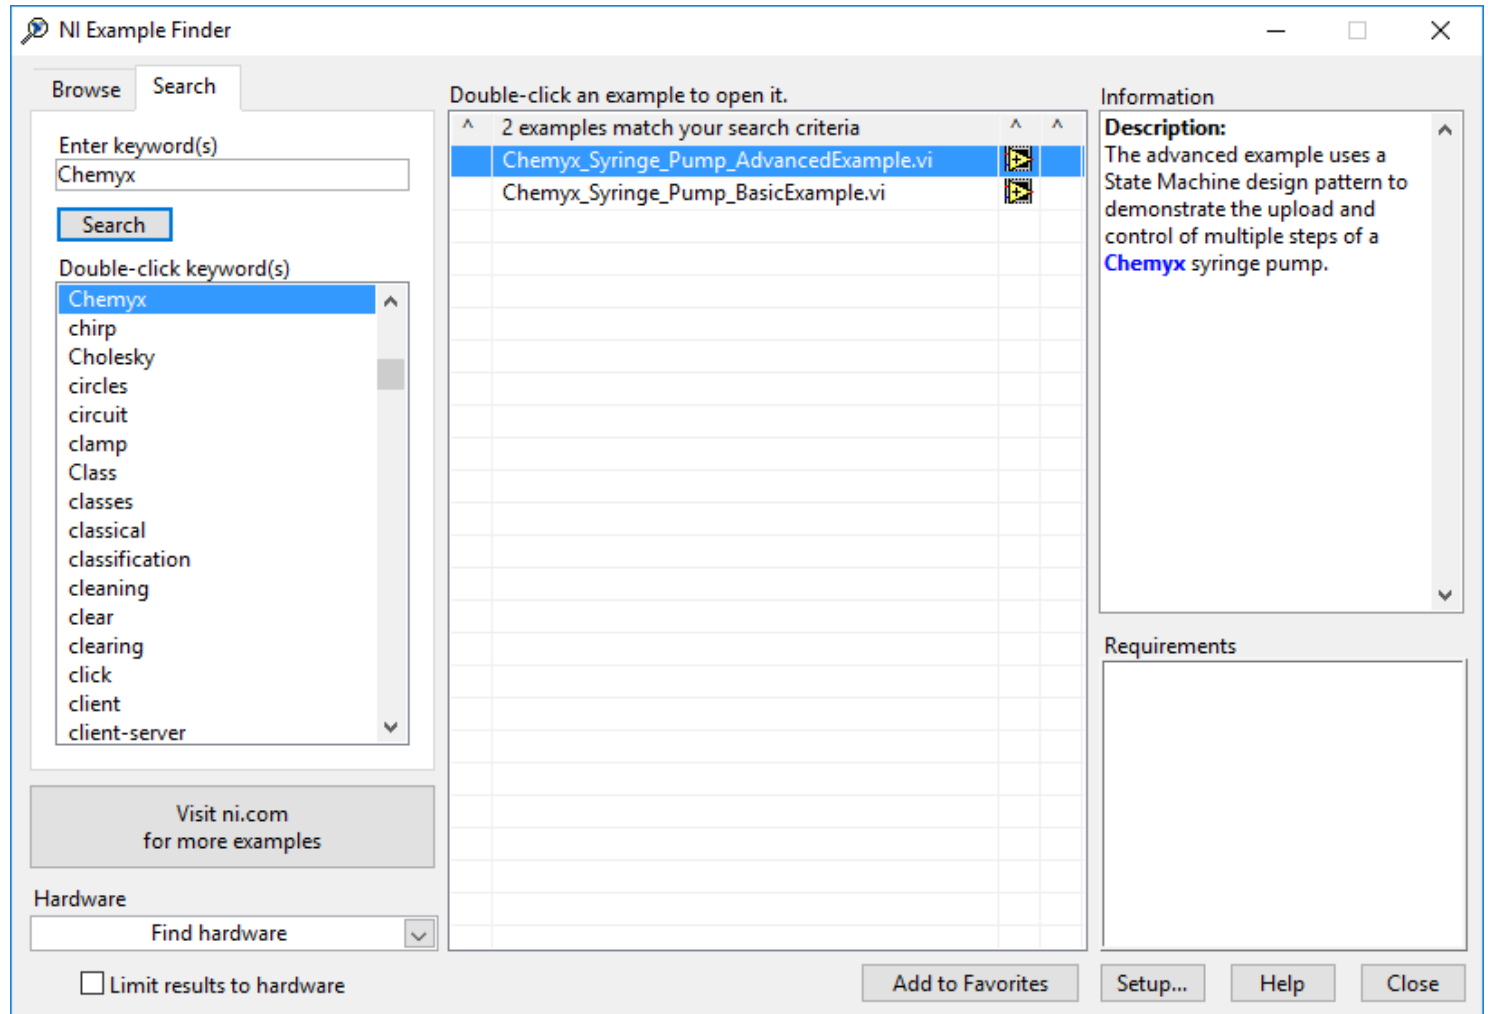 NI Example Finder
Browse
Search
Enter keyword(s)
Chemyx
Search
Double-click keyword(s)
Chemyx
chirp
Cholesky
circles
circuit
clamp
Class
classes
classical
classification
cleaning
clear
clearing
click
client
client-server
Visit ni.com
for more examples
Hardware
Find hardware
Limit results to hardware
Double-click an example to open it.
^ 2 examples match your search criteria ^ ^
Chemyx_Syringe_Pump_AdvancedExample.vi
Chemyx_Syringe_Pump_BasicExample.vi
Information
Description:
The advanced example uses a
State Machine design pattern to
demonstrate the upload and
control of multiple steps of a
Chemyx syringe pump.
Requirements
Add to Favorites
Setup...
Help
Close